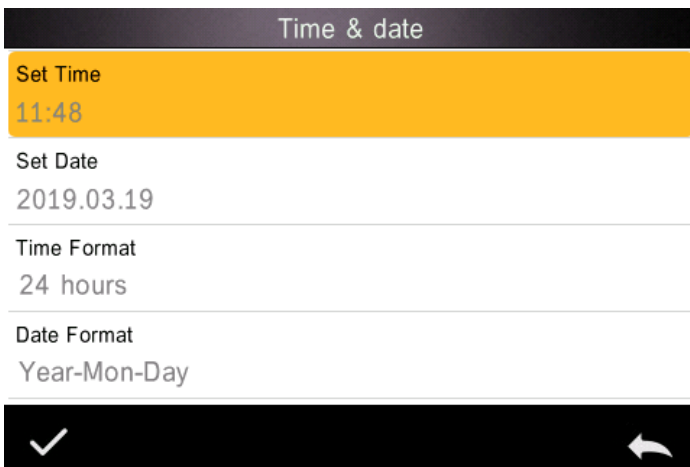 Time & date
Set Time
11:48
Set Date
2019.03.19
Time Format
24 hours
Date Format
Year-Mon-Day